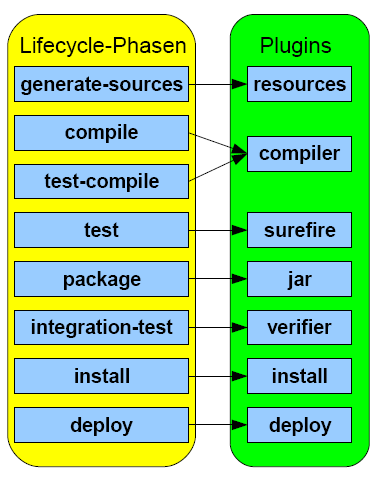 Lifecycle-Phasen
generate-sources
compile
test-compile
test
package
integration-test
install
deploy
Plugins
resources
compiler
surefire
jar
verifier
install
deploy